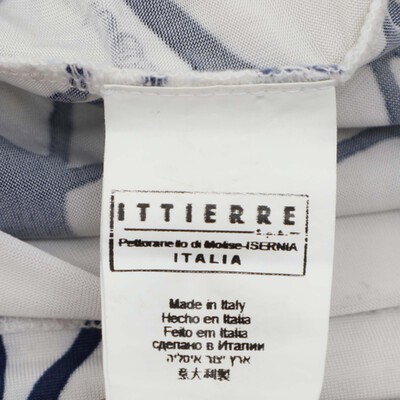 ITTIERRE
S.p.A.
Pettoranello di Molise-ISERNIA
ITALIA
Made in Italy
Hecho en Italia
Feito em Italia
сделано в Италии
ארץ ייצור איטליה
意大利製